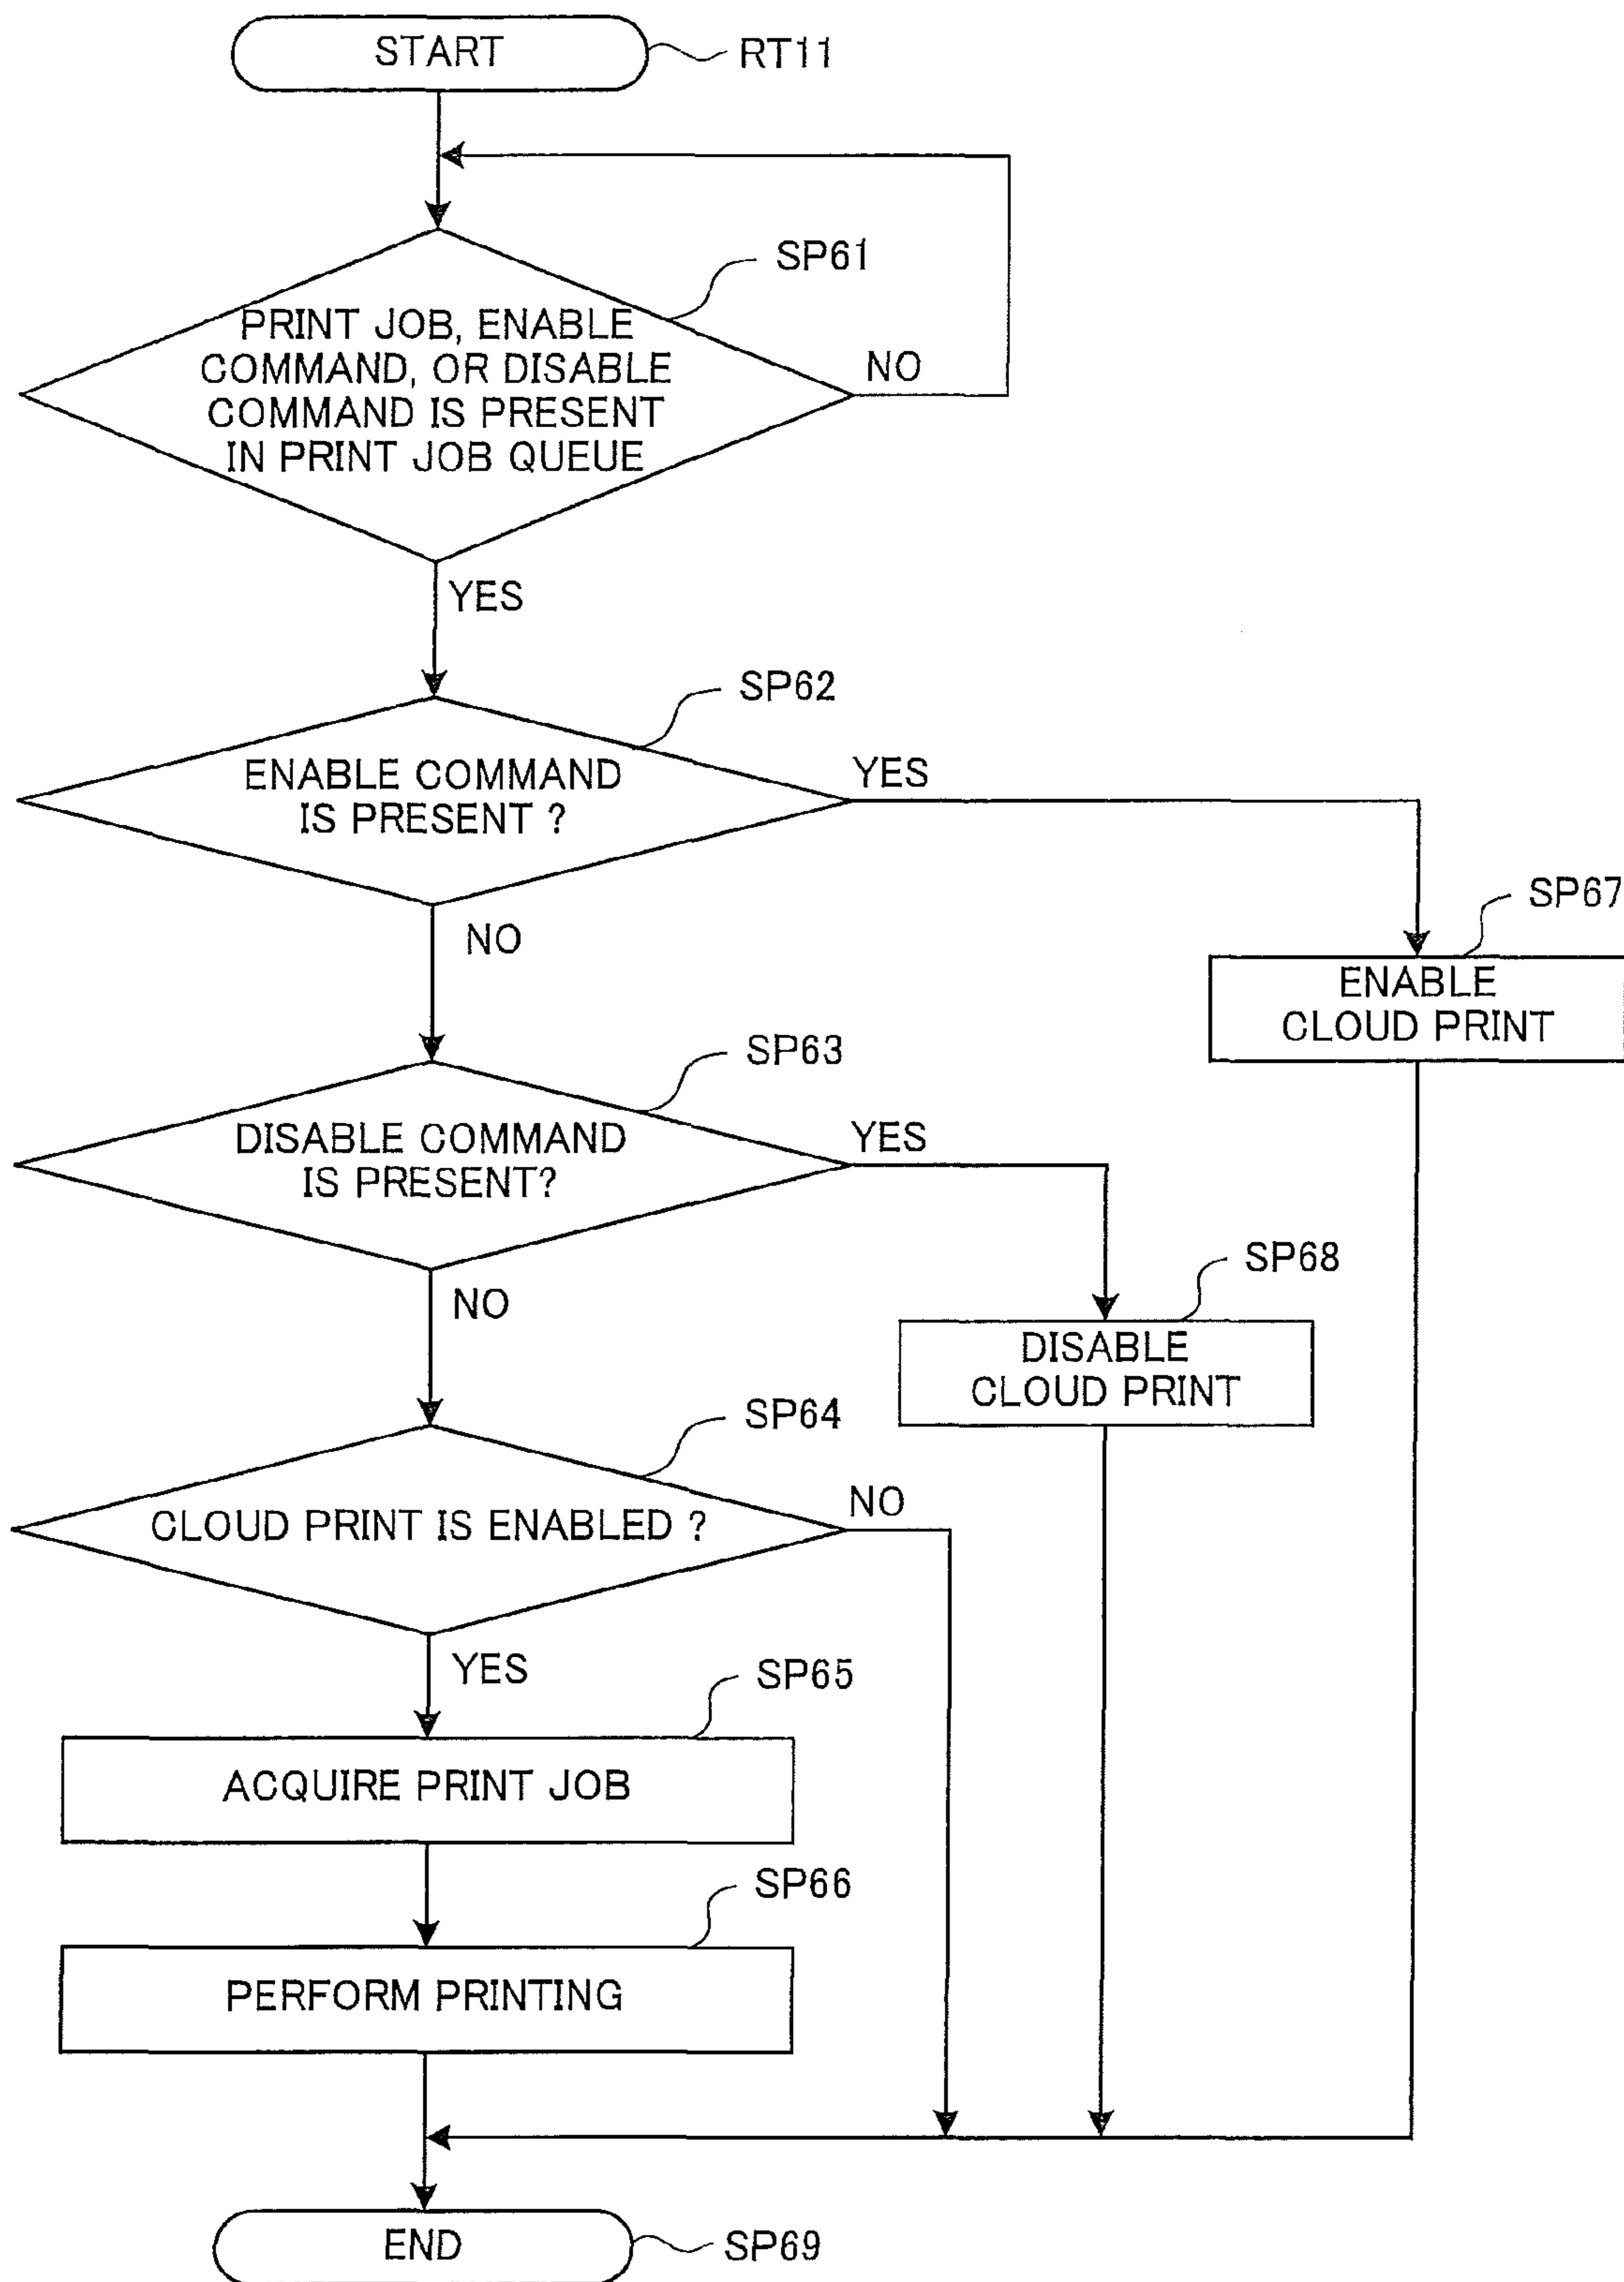 START
RT11
SP61
PRINT JOB, ENABLE
COMMAND, OR DISABLE
COMMAND IS PRESENT
IN PRINT JOB QUEUE
NO
YES
SP62
ENABLE COMMAND
IS PRESENT ?
YES
NO
SP67
ENABLE
CLOUD PRINT
SP63
DISABLE COMMAND
IS PRESENT?
YES
NO
SP68
DISABLE
CLOUD PRINT
SP64
CLOUD PRINT IS ENABLED ?
NO
YES
SP65
ACQUIRE PRINT JOB
SP66
PERFORM PRINTING
END
SP69